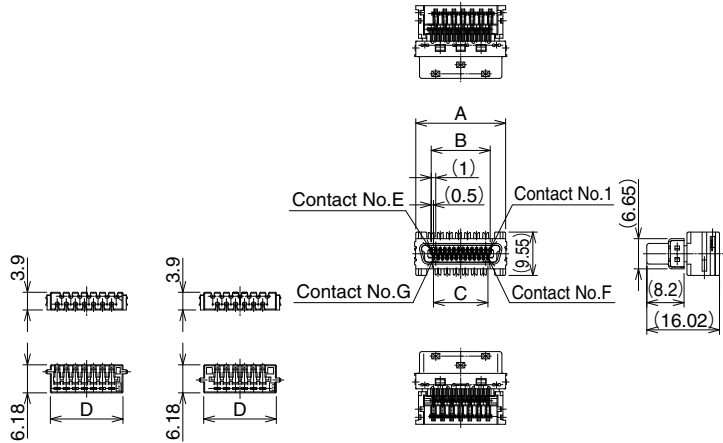 A
B
(1)
(0.5)
Contact No.E
Contact No.1
(6.65)
(9.55)
Contact No.G
C
Contact No.F
(8.2)
(16.02)
3.9
3.9
6.18
D
6.18
D